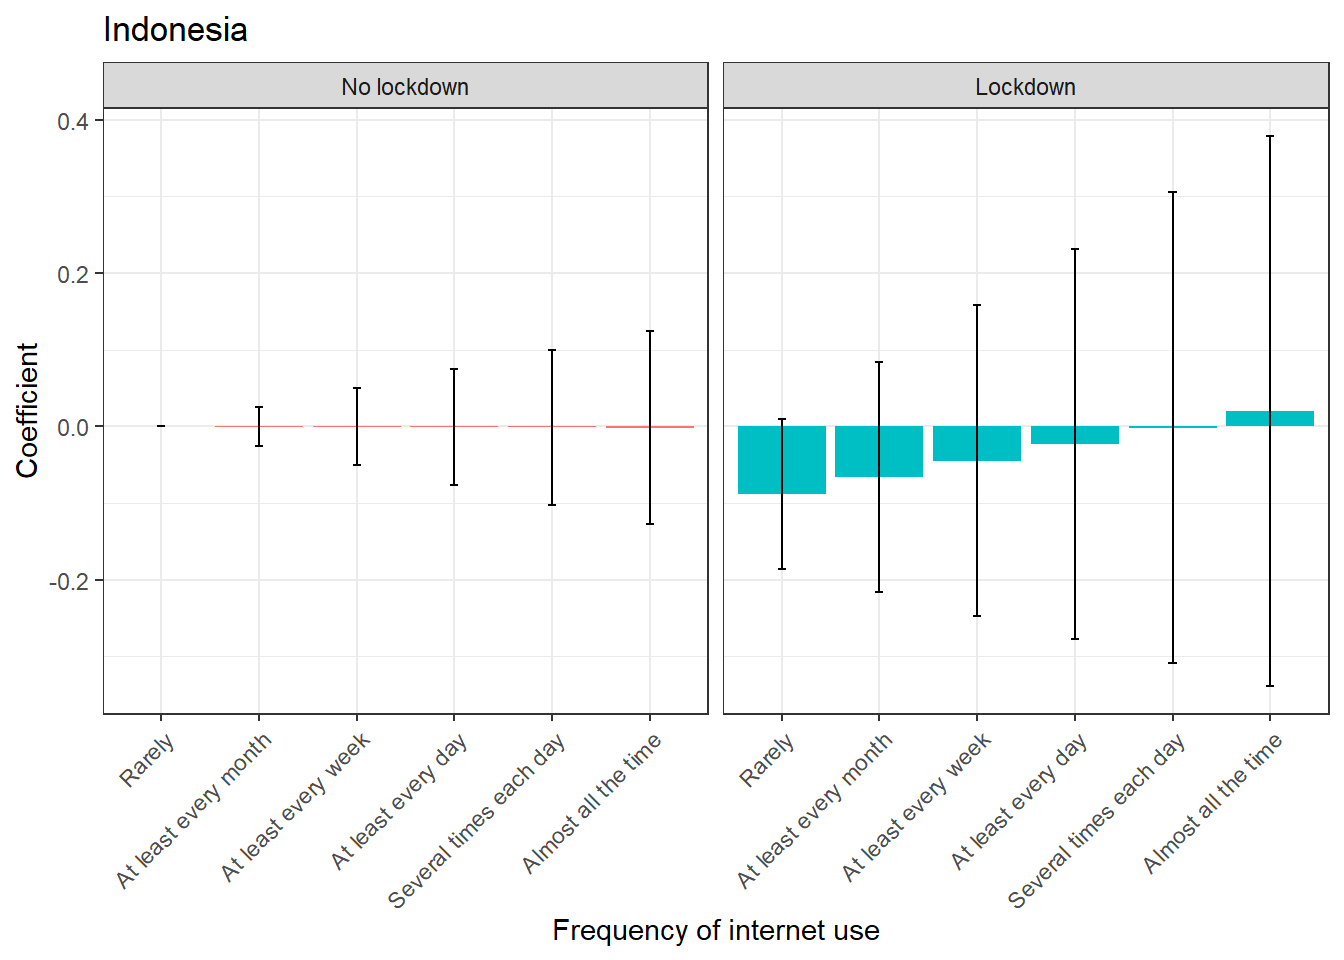 Indonesia
No lockdown
Lockdown
Coefficient
0.4
0.2
0.0
-0.2
Rarely
At least every month
At least every week
At least every day
Several times each day
Almost all the time
Rarely
At least every month
At least every week
At least every day
Several times each day
Almost all the time
Frequency of internet use